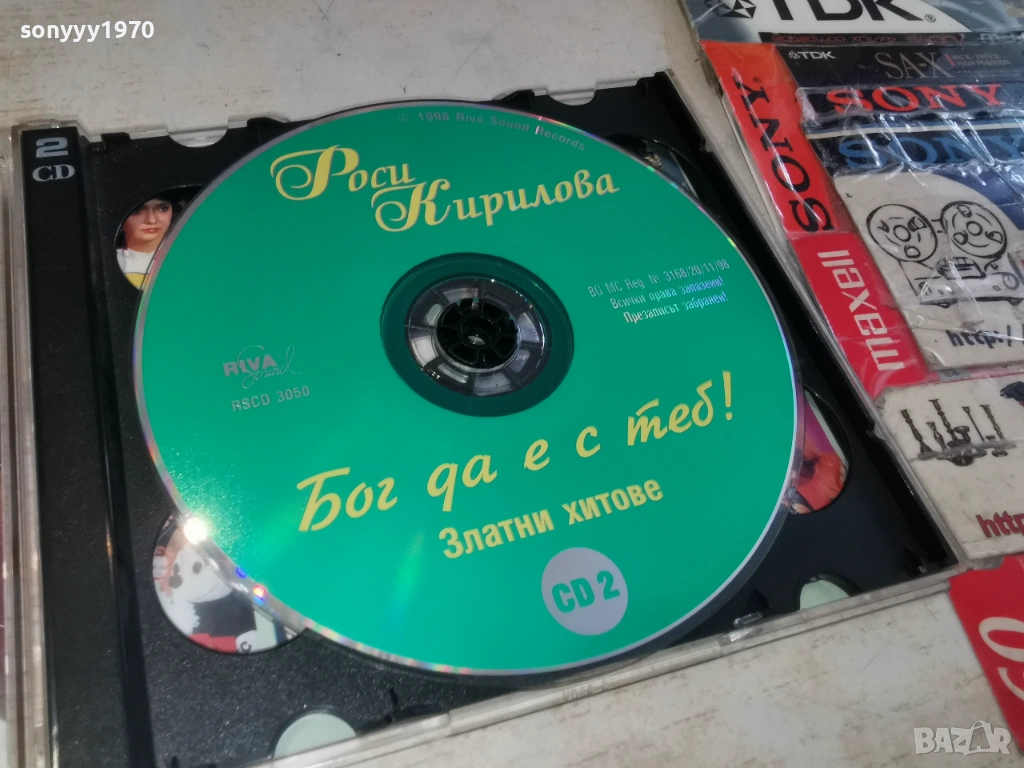 sonyyy1970
2
CD
© 1998 Riva Sound Records
Роси
Кирилова
BG MC Reg. № 3168/20/11/98
Всички права запазени!
Презаписът забранен!
RIVA
Sound
RSCD 3050
Бог да е с теб!
Златни хитове
CD 2
TDK®
TDK
SA-X
SONY
SONY
SONY
maxell
http://
http
BAZAR